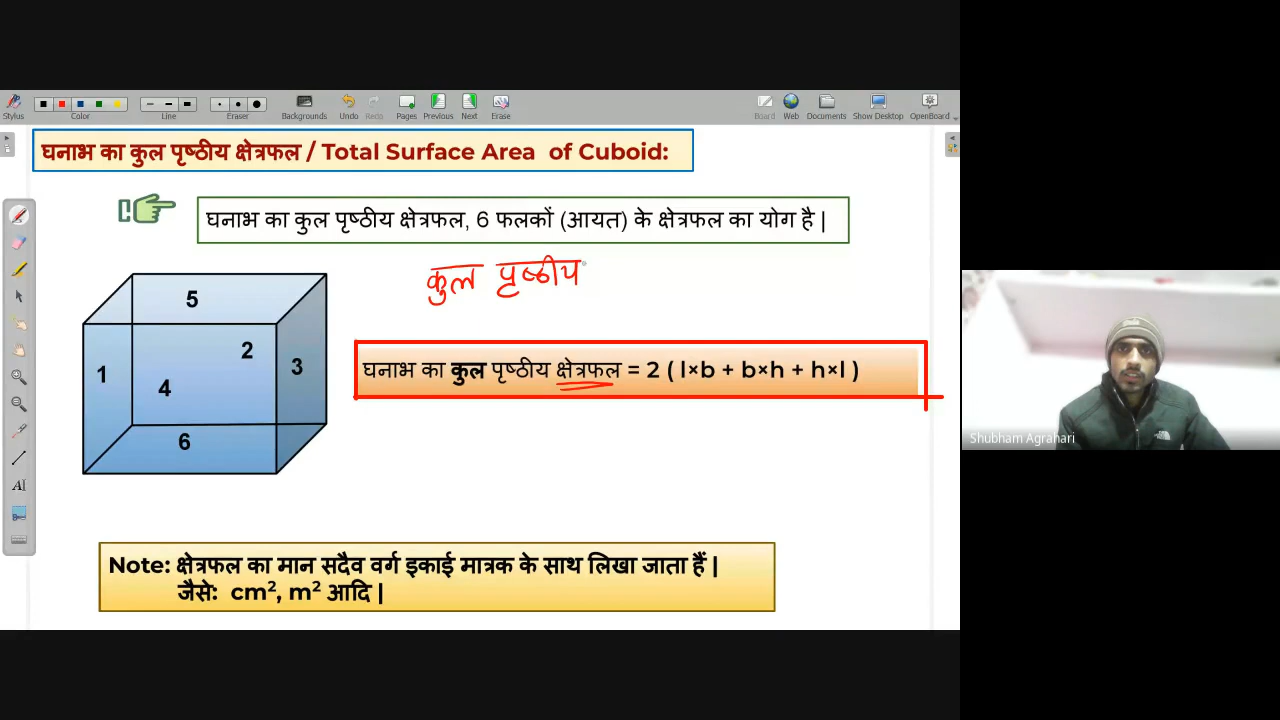 Stylus
Color
Line
Eraser
Backgrounds
Undo
Redo
Pages
Previous
Next
Erase
Board
Web
Documents
Show Desktop
OpenBoard
घनाभ का कुल पृष्ठीय क्षेत्रफल / Total Surface Area of Cuboid:
घनाभ का कुल पृष्ठीय क्षेत्रफल, 6 फलकों (आयत) के क्षेत्रफल का योग है |
कुल पृष्ठीय
5
2
1
3
4
6
घनाभ का कुल पृष्ठीय क्षेत्रफल = 2 ( l×b + b×h + h×l )
Note: क्षेत्रफल का मान सदैव वर्ग इकाई मात्रक के साथ लिखा जाता हैं |
जैसे: cm², m² आदि |
Shubham Agrahari